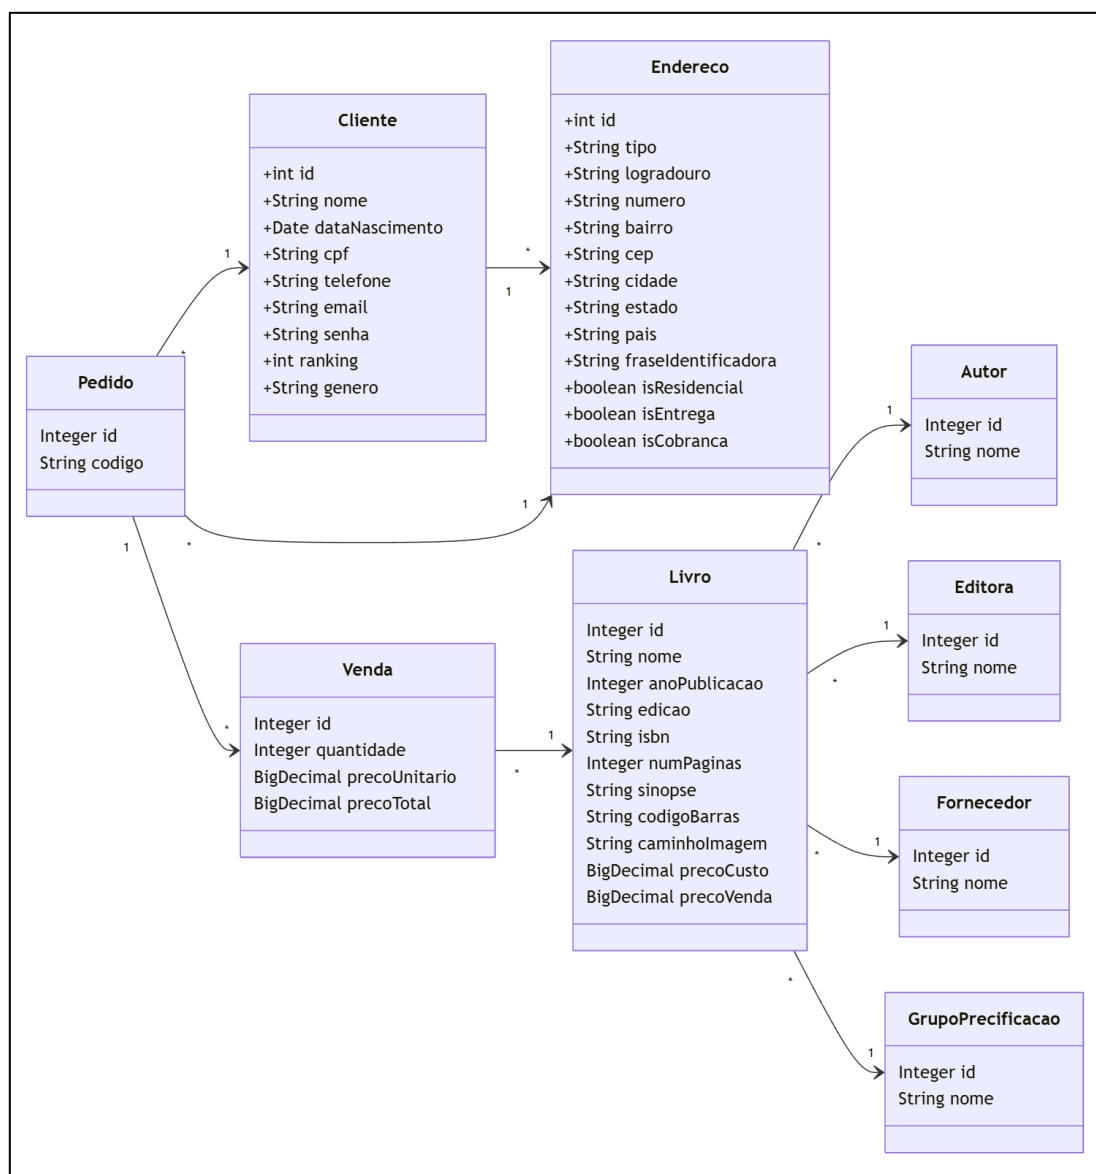 Endereco
+int id
+String tipo
+String logradouro
+String numero
+String bairro
+String cep
+String cidade
+String estado
+String pais
+String fraseIdentificadora
+boolean isResidencial
+boolean isEntrega
+boolean isCobranca
Cliente
+int id
+String nome
+Date dataNascimento
+String cpf
+String telefone
+String email
+String senha
+int ranking
+String genero
1
*
*
1
Pedido
Integer id
String codigo
1
*
1
*
Autor
Integer id
String nome
1
*
Livro
Integer id
String nome
Integer anoPublicacao
String edicao
String isbn
Integer numPaginas
String sinopse
String codigoBarras
String caminhoImagem
BigDecimal precoCusto
BigDecimal precoVenda
Editora
Integer id
String nome
1
*
Venda
Integer id
Integer quantidade
BigDecimal precoUnitario
BigDecimal precoTotal
*
1
*
Fornecedor
Integer id
String nome
1
*
GrupoPrecificacao
Integer id
String nome
*
1